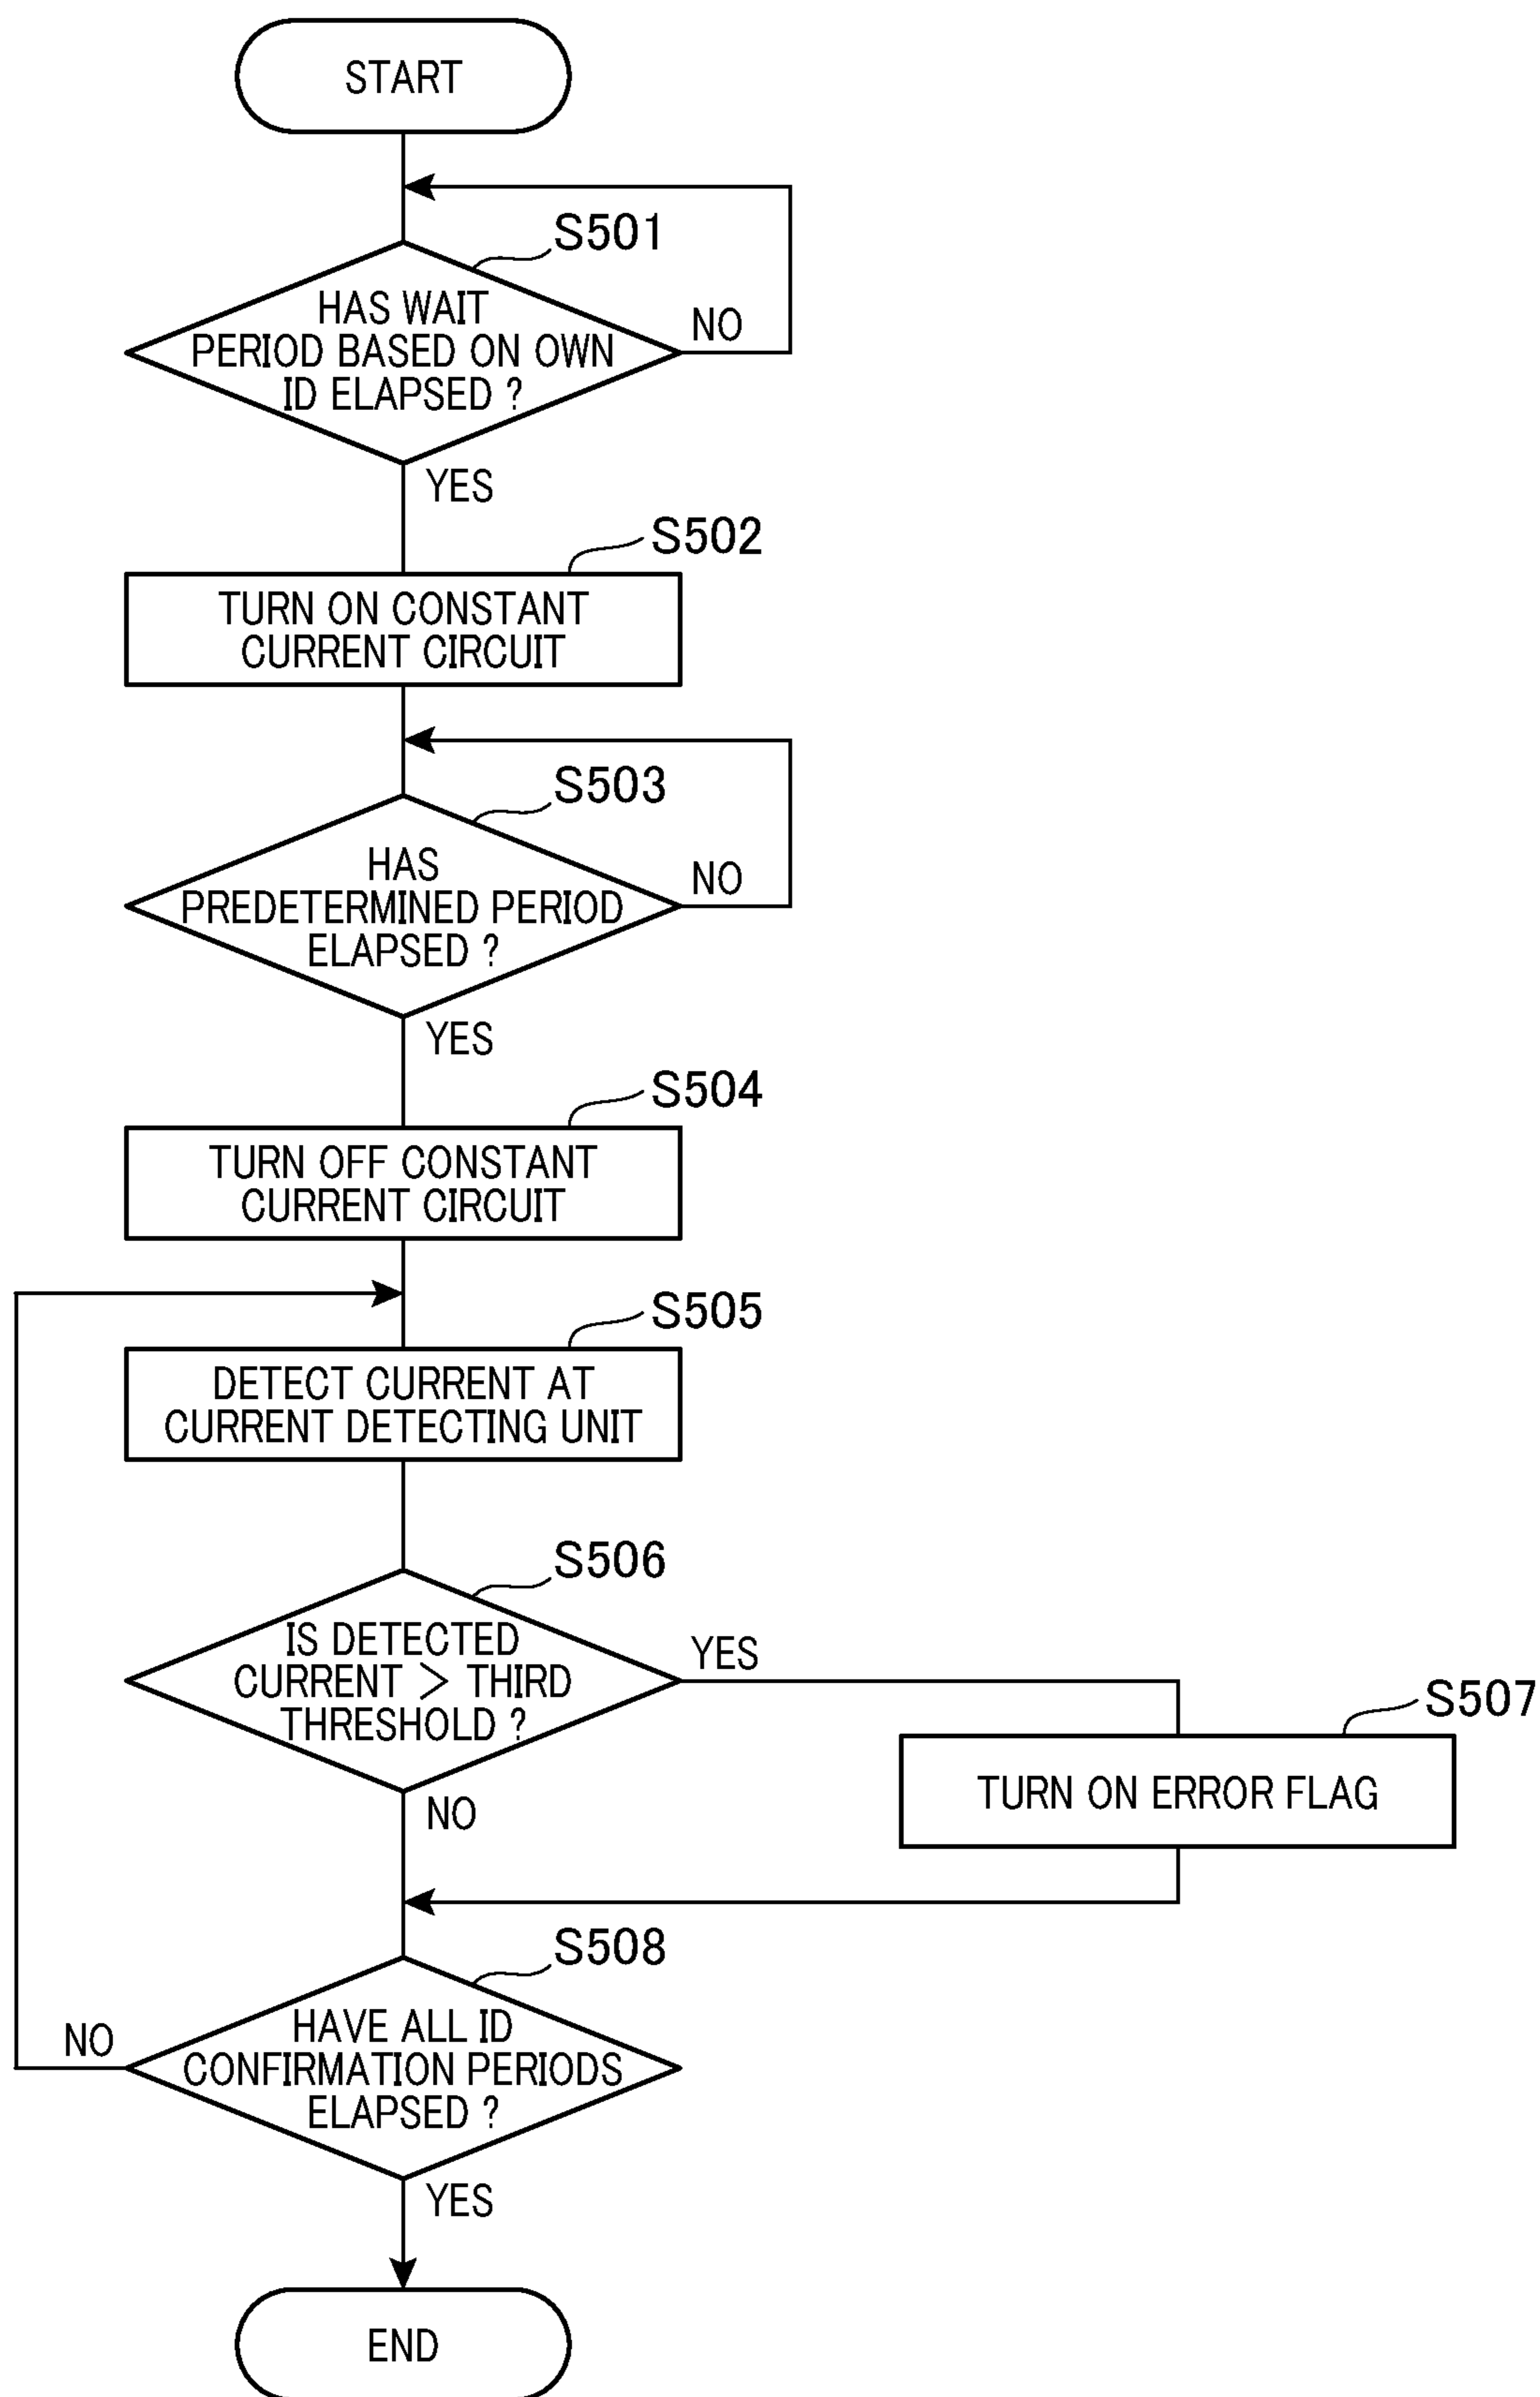 START
S501
HAS WAIT
PERIOD BASED ON OWN
ID ELAPSED ?
NO
YES
S502
TURN ON CONSTANT
CURRENT CIRCUIT
S503
HAS
PREDETERMINED PERIOD
ELAPSED ?
NO
YES
S504
TURN OFF CONSTANT
CURRENT CIRCUIT
S505
DETECT CURRENT AT
CURRENT DETECTING UNIT
S506
IS DETECTED
CURRENT > THIRD
THRESHOLD ?
YES
NO
S507
TURN ON ERROR FLAG
S508
HAVE ALL ID
CONFIRMATION PERIODS
ELAPSED ?
NO
YES
END